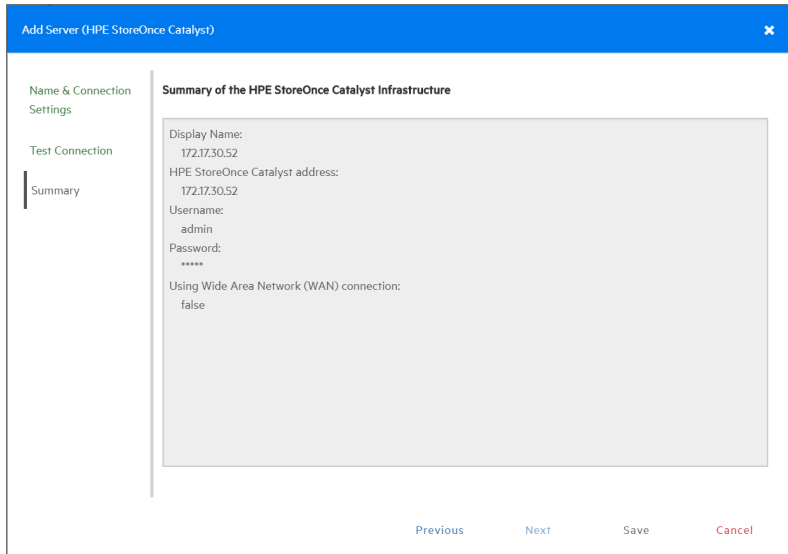 Add Server (HPE StoreOnce Catalyst)
Name & Connection
Settings
Test Connection
Summary
Summary of the HPE StoreOnce Catalyst Infrastructure
Display Name:
172.17.30.52
HPE StoreOnce Catalyst address:
172.17.30.52
Username:
admin
Password:
*****
Using Wide Area Network (WAN) connection:
false
Previous
Next
Save
Cancel